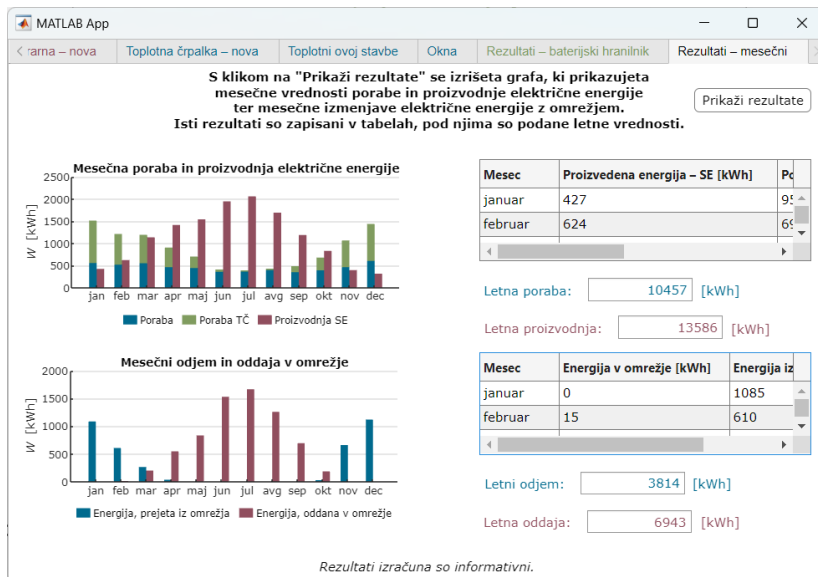 MATLAB App
rarna – nova
Toplotna črpalka – nova
Toplotni ovoj stavbe
Okna
Rezultati – baterijski hranilnik
Rezultati – mesečni
S klikom na "Prikaži rezultate" se izrišeta grafa, ki prikazujeta
mesečne vrednosti porabe in proizvodnje električne energije
ter mesečne izmenjave električne energije z omrežjem.
Isti rezultati so zapisani v tabelah, pod njima so podane letne vrednosti.
Prikaži rezultate
Mesečna poraba in proizvodnja električne energije
2500
2000
1500
1000
500
0
W [kWh]
jan feb mar apr maj jun jul avg sep okt nov dec
Poraba Poraba TČ Proizvodnja SE
Mesec Proizvedena energija – SE [kWh] Po
januar 427 95
februar 624 69
Letna poraba: 10457 [kWh]
Letna proizvodnja: 13586 [kWh]
Mesečni odjem in oddaja v omrežje
2000
1500
1000
500
0
W [kWh]
jan feb mar apr maj jun jul avg sep okt nov dec
Energija, prejeta iz omrežja Energija, oddana v omrežje
Mesec Energija v omrežje [kWh] Energija iz
januar 0 1085
februar 15 610
Letni odjem: 3814 [kWh]
Letna oddaja: 6943 [kWh]
Rezultati izračuna so informativni.